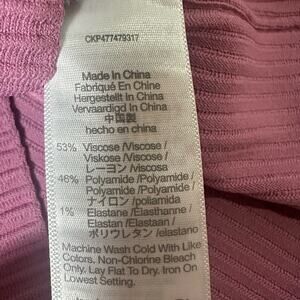 CKP477479317
Made In China
Fabriqué En Chine
Hergestellt In China
Vervaardigd In China
中国製
hecho en china
53% Viscose /Viscose /
Viskose /Viscose /
レーヨン /viscosa
46% Polyamide /Polyamide /
Polyamide /Polyamide /
ナイロン /poliamida
1% Elastane /Elasthanne /
Elastan /Elastaan /
ポリウレタン /elastano
Machine Wash Cold With Like
Colors. Non-Chlorine Bleach
Only. Lay Flat To Dry. Iron On
Lowest Setting.